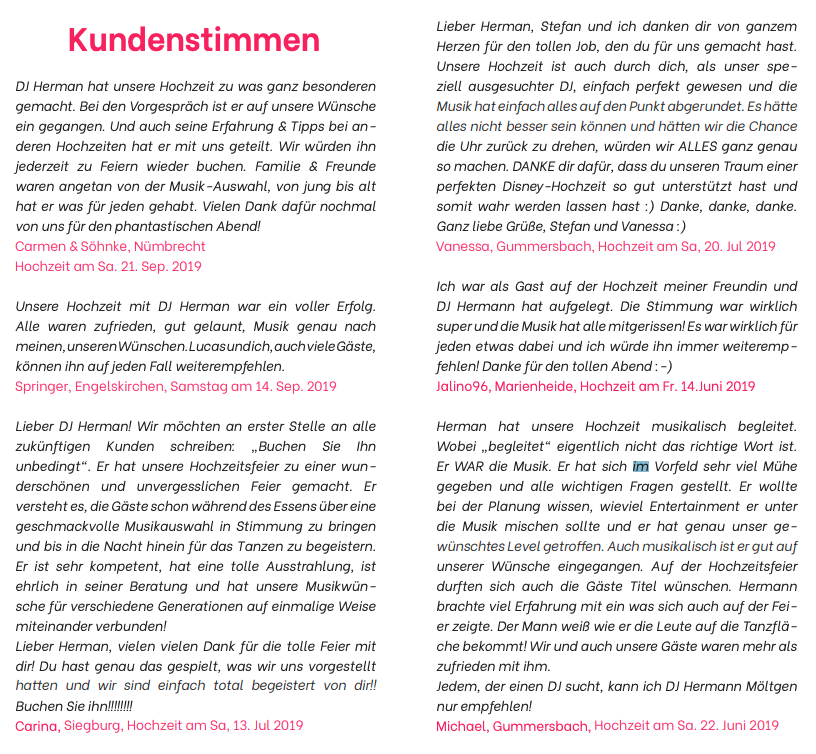 Kundenstimmen
DJ Herman hat unsere Hochzeit zu was ganz besonderen
gemacht. Bei den Vorgespräch ist er auf unsere Wünsche
ein gegangen. Und auch seine Erfahrung & Tipps bei an-
deren Hochzeiten hat er mit uns geteilt. Wir würden ihn
jederzeit zu Feiern wieder buchen. Familie & Freunde
waren angetan von der Musik-Auswahl, von jung bis alt
hat er was für jeden gehabt. Vielen Dank dafür nochmal
von uns für den phantastischen Abend!
Carmen & Söhnke, Nümbrecht
Hochzeit am Sa. 21. Sep. 2019
Unsere Hochzeit mit DJ Herman war ein voller Erfolg.
Alle waren zufrieden, gut gelaunt, Musik genau nach
meinen, unseren Wünschen. Lucas und ich, auch viele Gäste,
können ihn auf jeden Fall weiterempfehlen.
Springer, Engelskirchen, Samstag am 14. Sep. 2019
Lieber DJ Herman! Wir möchten an erster Stelle an alle
zukünftigen Kunden schreiben: „Buchen Sie Ihn
unbedingt“. Er hat unsere Hochzeitsfeier zu einer wun-
derschönen und unvergesslichen Feier gemacht. Er
versteht es, die Gäste schon während des Essens über eine
geschmackvolle Musikauswahl in Stimmung zu bringen
und bis in die Nacht hinein für das Tanzen zu begeistern.
Er ist sehr kompetent, hat eine tolle Ausstrahlung, ist
ehrlich in seiner Beratung und hat unsere Musikwün-
sche für verschiedene Generationen auf einmalige Weise
miteinander verbunden!
Lieber Herman, vielen vielen Dank für die tolle Feier mit
dir! Du hast genau das gespielt, was wir uns vorgestellt
hatten und wir sind einfach total begeistert von dir!!
Buchen Sie ihn!!!!!!!!
Carina, Siegburg, Hochzeit am Sa, 13. Jul 2019
Lieber Herman, Stefan und ich danken dir von ganzem
Herzen für den tollen Job, den du für uns gemacht hast.
Unsere Hochzeit ist auch durch dich, als unser spe-
ziell ausgesuchter DJ, einfach perfekt gewesen und die
Musik hat einfach alles auf den Punkt abgerundet. Es hätte
alles nicht besser sein können und hätten wir die Chance
die Uhr zurück zu drehen, würden wir ALLES ganz genau
so machen. DANKE dir dafür, dass du unseren Traum einer
perfekten Disney-Hochzeit so gut unterstützt hast und
somit wahr werden lassen hast :) Danke, danke, danke.
Ganz liebe Grüße, Stefan und Vanessa :)
Vanessa, Gummersbach, Hochzeit am Sa, 20. Jul 2019
Ich war als Gast auf der Hochzeit meiner Freundin und
DJ Hermann hat aufgelegt. Die Stimmung war wirklich
super und die Musik hat alle mitgerissen! Es war wirklich für
jeden etwas dabei und ich würde ihn immer weiteremp-
fehlen! Danke für den tollen Abend :-)
Jalino96, Marienheide, Hochzeit am Fr. 14.Juni 2019
Herman hat unsere Hochzeit musikalisch begleitet.
Wobei „begleitet“ eigentlich nicht das richtige Wort ist.
Er WAR die Musik. Er hat sich im Vorfeld sehr viel Mühe
gegeben und alle wichtigen Fragen gestellt. Er wollte
bei der Planung wissen, wieviel Entertainment er unter
die Musik mischen sollte und er hat genau unser ge-
wünschtes Level getroffen. Auch musikalisch ist er gut auf
unserer Wünsche eingegangen. Auf der Hochzeitsfeier
durften sich auch die Gäste Titel wünschen. Hermann
brachte viel Erfahrung mit ein was sich auch auf der Fei-
er zeigte. Der Mann weiß wie er die Leute auf die Tanzflä-
che bekommt! Wir und auch unsere Gäste waren mehr als
zufrieden mit ihm.
Jedem, der einen DJ sucht, kann ich DJ Hermann Möltgen
nur empfehlen!
Michael, Gummersbach, Hochzeit am Sa. 22. Juni 2019